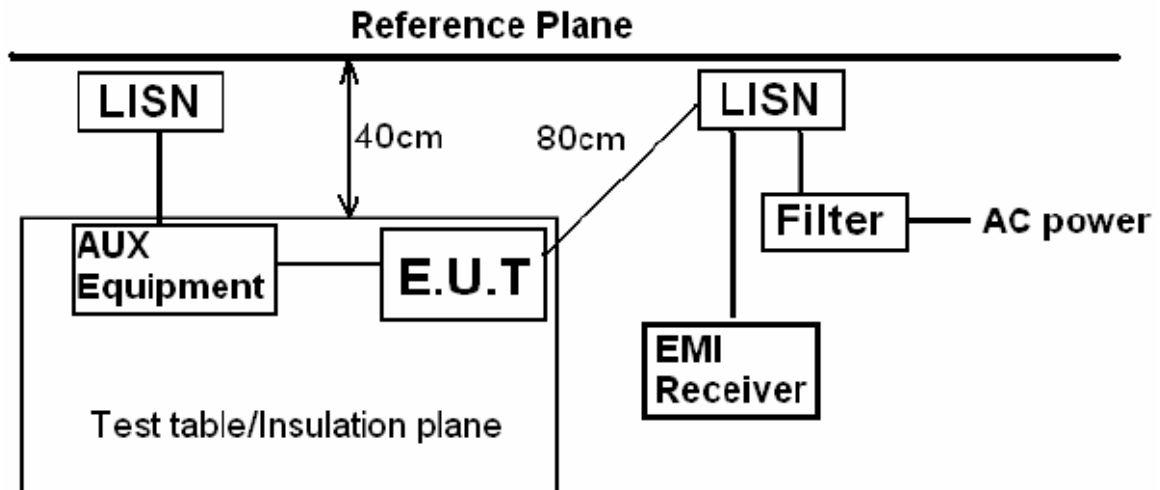 Reference Plane
LISN
LISN
40cm
80cm
Filter
AC power
AUX
Equipment
E.U.T
EMI
Receiver
Test table/Insulation plane